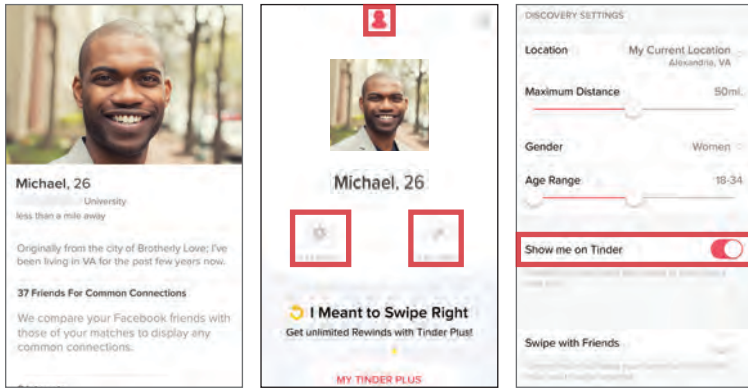 Michael, 26
University
less than a mile away
Originally from the city of Brotherly Love; I've
been living in VA for the past few years now.
37 Friends For Common Connections
We compare your Facebook friends with
those of your matches to display any
common connections.
Michael, 26
I Meant to Swipe Right
Get unlimited Rewinds with Tinder Plus!
MY TINDER PLUS
DISCOVERY SETTINGS
Location My Current Location
Alexandria, VA
Maximum Distance 50mi.
Gender Women
Age Range 18-34
Show me on Tinder
Swipe with Friends